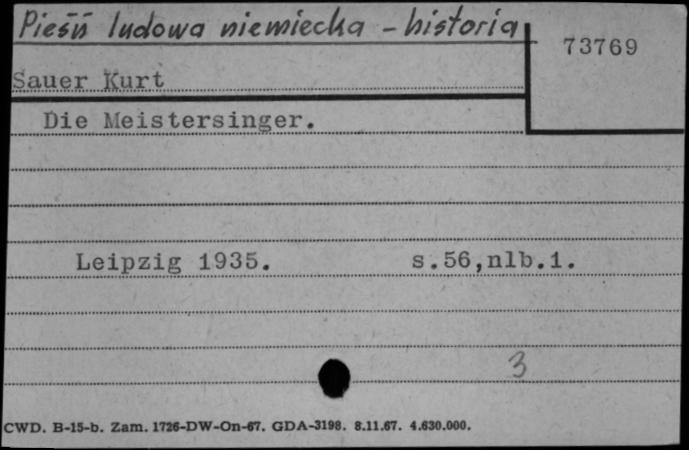 Pieśń ludowa niemiecka - historia
73769
Sauer Kurt
Die Meistersinger.
Leipzig 1935. s.56,nlb.1.
3
CWD. B-15-b. Zam. 1726-DW-On-67. GDA-3198. 8.11.67. 4.630.000.